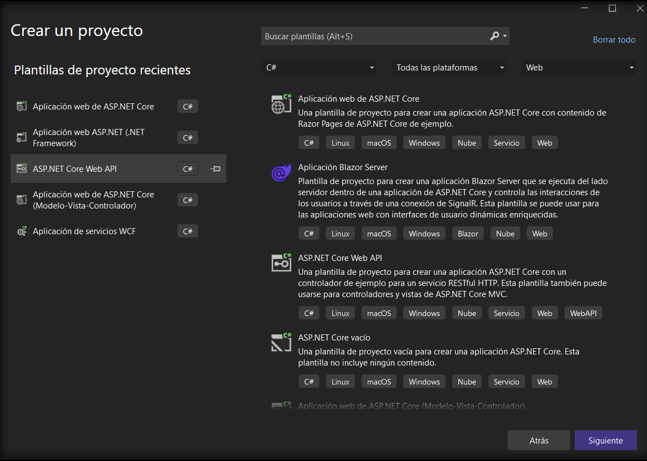 Crear un proyecto
Buscar plantillas (Alt+S)
Borrar todo
Plantillas de proyecto recientes
C#
Todas las plataformas
Web
Aplicación web de ASP.NET Core
C#
Aplicación web ASP.NET (.NET
Framework)
C#
ASP.NET Core Web API
C#
Aplicación web de ASP.NET Core
(Modelo-Vista-Controlador)
C#
Aplicación de servicios WCF
C#
Aplicación web de ASP.NET Core
Una plantilla de proyecto para crear una aplicación ASP.NET Core con contenido de
Razor Pages de ASP.NET Core de ejemplo.
C# Linux macOS Windows Nube Servicio Web
Aplicación Blazor Server
Plantilla de proyecto para crear una aplicación Blazor Server que se ejecuta del lado
servidor dentro de una aplicación de ASP.NET Core y controla las interacciones de
los usuarios a través de una conexión de SignalR. Esta plantilla se puede usar para
las aplicaciones web con interfaces de usuario dinámicas enriquecidas.
C# Linux macOS Windows Blazor Nube Web
ASP.NET Core Web API
Una plantilla de proyecto para crear una aplicación ASP.NET Core con un
controlador de ejemplo para un servicio RESTful HTTP. Esta plantilla también puede
usarse para controladores y vistas de ASP.NET Core MVC.
C# Linux macOS Windows Nube Servicio Web WebAPI
ASP.NET Core vacío
Una plantilla de proyecto vacía para crear una aplicación ASP.NET Core. Esta
plantilla no incluye ningún contenido.
C# Linux macOS Windows Nube Servicio Web
Aplicación web de ASP.NET Core (Modelo-Vista-Controlador)
Atrás
Siguiente